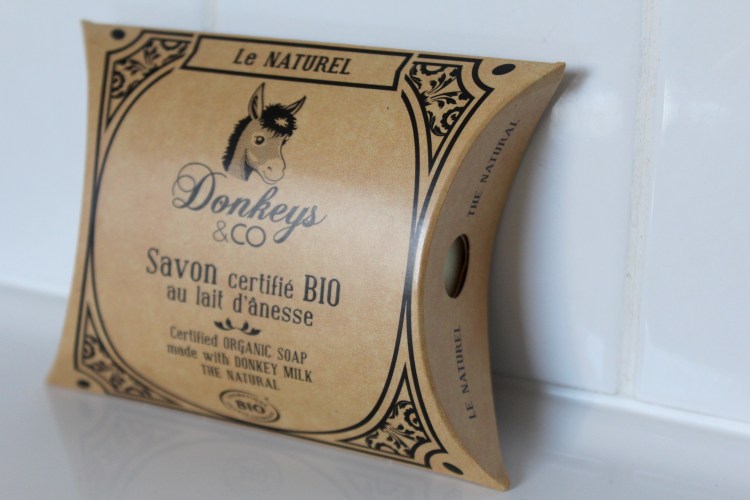 Le NATUREL
Donkeys
&CO
Savon certifié BIO
au lait d'ânesse
Certified ORGANIC SOAP
made with DONKEY MILK
THE NATURAL
BIO
THE NATURAL
LE NATUREL